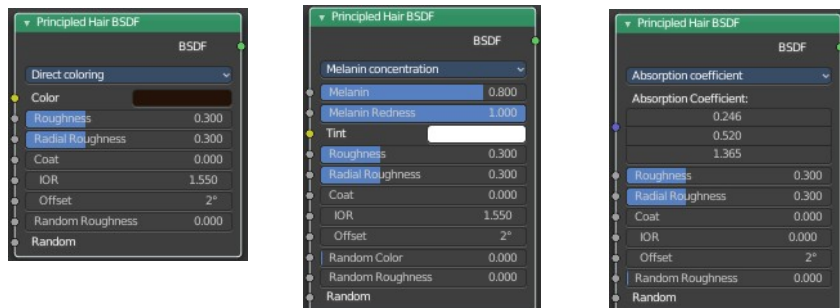 Principled Hair BSDF
BSDF
Direct coloring
Color
Roughness 0.300
Radial Roughness 0.300
Coat 0.000
IOR 1.550
Offset 2°
Random Roughness 0.000
Random
Principled Hair BSDF
BSDF
Melanin concentration
Melanin 0.800
Melanin Redness 1.000
Tint
Roughness 0.300
Radial Roughness 0.300
Coat 0.000
IOR 1.550
Offset 2°
Random Color 0.000
Random Roughness 0.000
Random
Principled Hair BSDF
BSDF
Absorption coefficient
Absorption Coefficient:
0.246
0.520
1.365
Roughness 0.300
Radial Roughness 0.300
Coat 0.000
IOR 0.000
Offset 2°
Random Roughness 0.000
Random